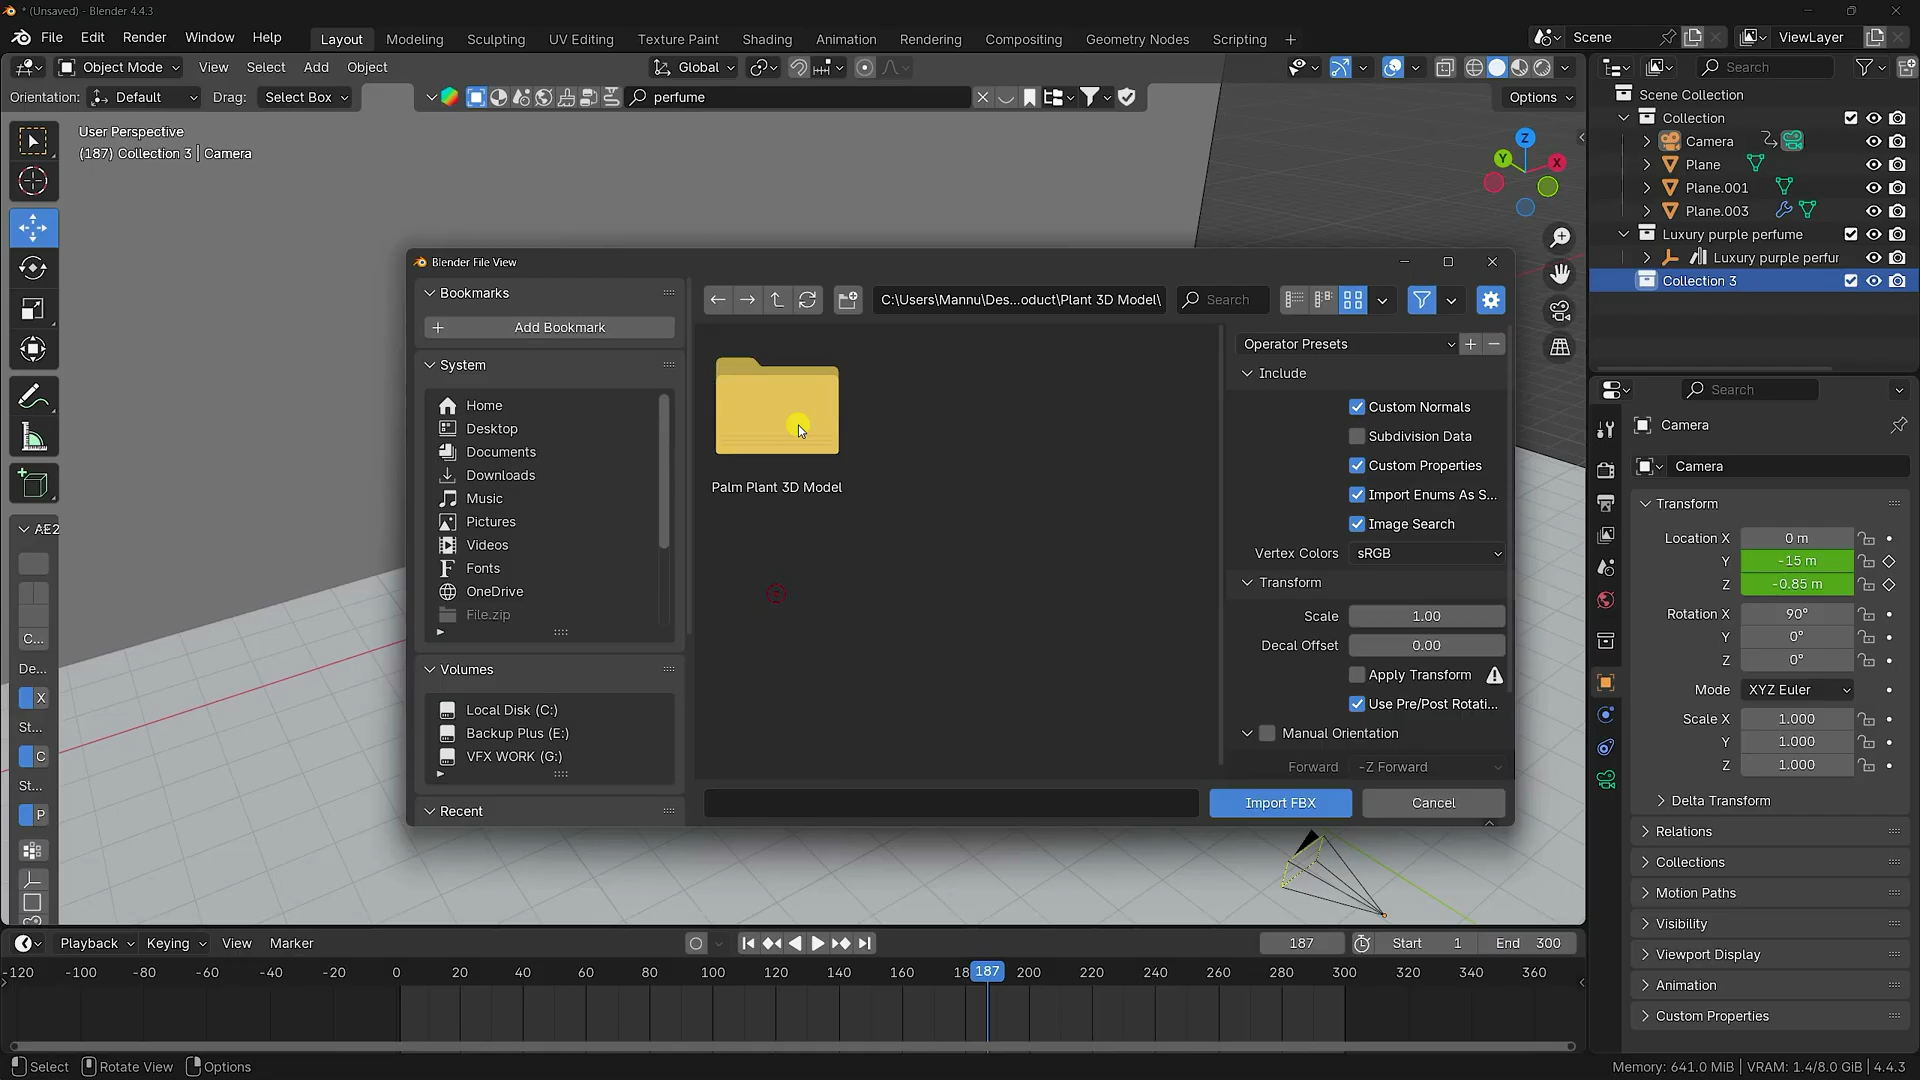 * (Unsaved) - Blender 4.4.3
File Edit Render Window Help Layout Modeling Sculpting UV Editing Texture Paint Shading Animation Rendering Compositing Geometry Nodes Scripting + Scene ViewLayer
Object Mode View Select Add Object Global Search
Orientation: Default Drag: Select Box perfume Options
User Perspective
(187) Collection 3 | Camera
Z
Y
X
Scene Collection
Collection
Camera
Plane
Plane.001
Plane.003
Luxury purple perfume
Luxury purple perfur
Collection 3
Blender File View
Bookmarks
Add Bookmark
System
Home
Desktop
Documents
Downloads
Music
Pictures
Videos
Fonts
OneDrive
File.zip
Volumes
Local Disk (C:)
Backup Plus (E:)
VFX WORK (G:)
Recent
C:\Users\Mannu\Des...oduct\Plant 3D Model\ Search
Palm Plant 3D Model
Operator Presets
Include
Custom Normals
Subdivision Data
Custom Properties
Import Enums As S...
Image Search
Vertex Colors sRGB
Transform
Scale 1.00
Decal Offset 0.00
Apply Transform
Use Pre/Post Rotati...
Manual Orientation
Forward -Z Forward
Import FBX Cancel
AE2
C...
De...
X
St...
C
St...
P
Search
Camera
Camera
Transform
Location X 0 m
Y -15 m
Z -0.85 m
Rotation X 90°
Y 0°
Z 0°
Mode XYZ Euler
Scale X 1.000
Y 1.000
Z 1.000
Delta Transform
Relations
Collections
Motion Paths
Visibility
Viewport Display
Animation
Custom Properties
Playback Keying View Marker 187 Start 1 End 300
-120 -100 -80 -60 -40 -20 0 20 40 60 80 100 120 140 160 18 187 200 220 240 260 280 300 320 340 360
Select Rotate View Options Memory: 641.0 MiB | VRAM: 1.4/8.0 GiB | 4.4.3